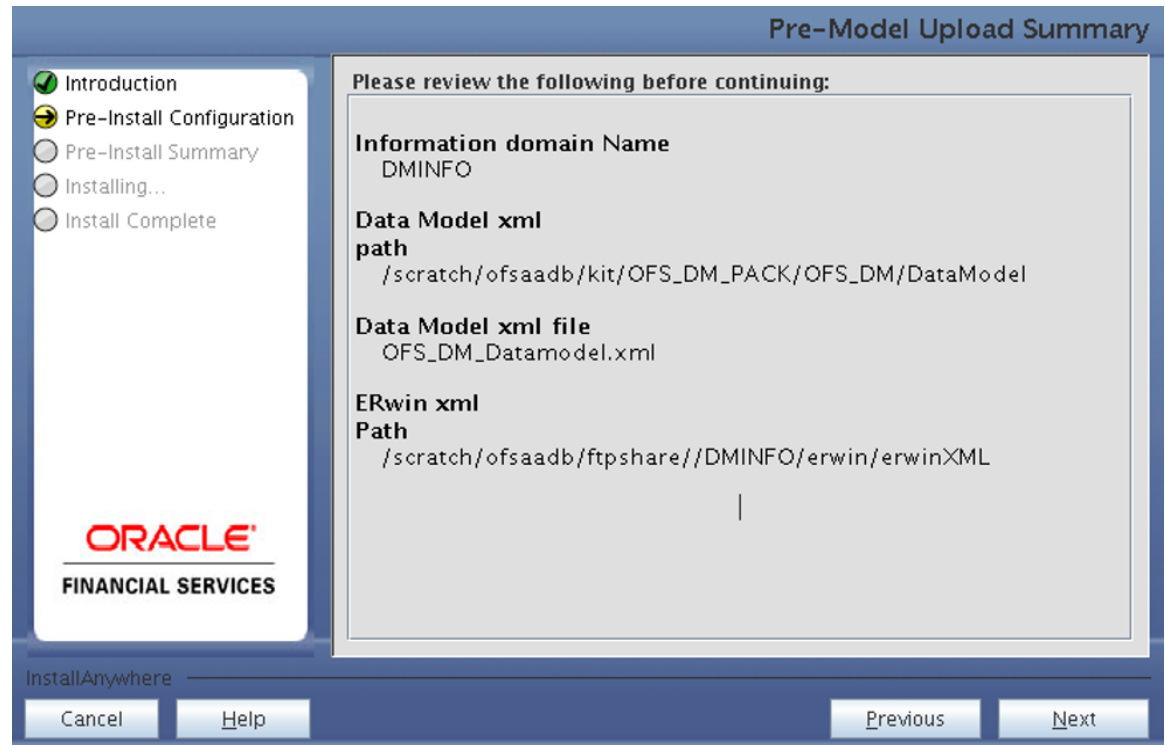 Pre-Model Upload Summary
Introduction
Pre-Install Configuration
Pre-Install Summary
Installing...
Install Complete
ORACLE
FINANCIAL SERVICES
Please review the following before continuing:
Information domain Name
DMINFO
Data Model xml
path
/scratch/ofsaadb/kit/OFS_DM_PACK/OFS_DM/DataModel
Data Model xml file
OFS_DM_Datamodel.xml
ERwin xml
Path
/scratch/ofsaadb/ftpshare//DMINFO/erwin/erwinXML
InstallAnywhere
Cancel
Help
Previous
Next